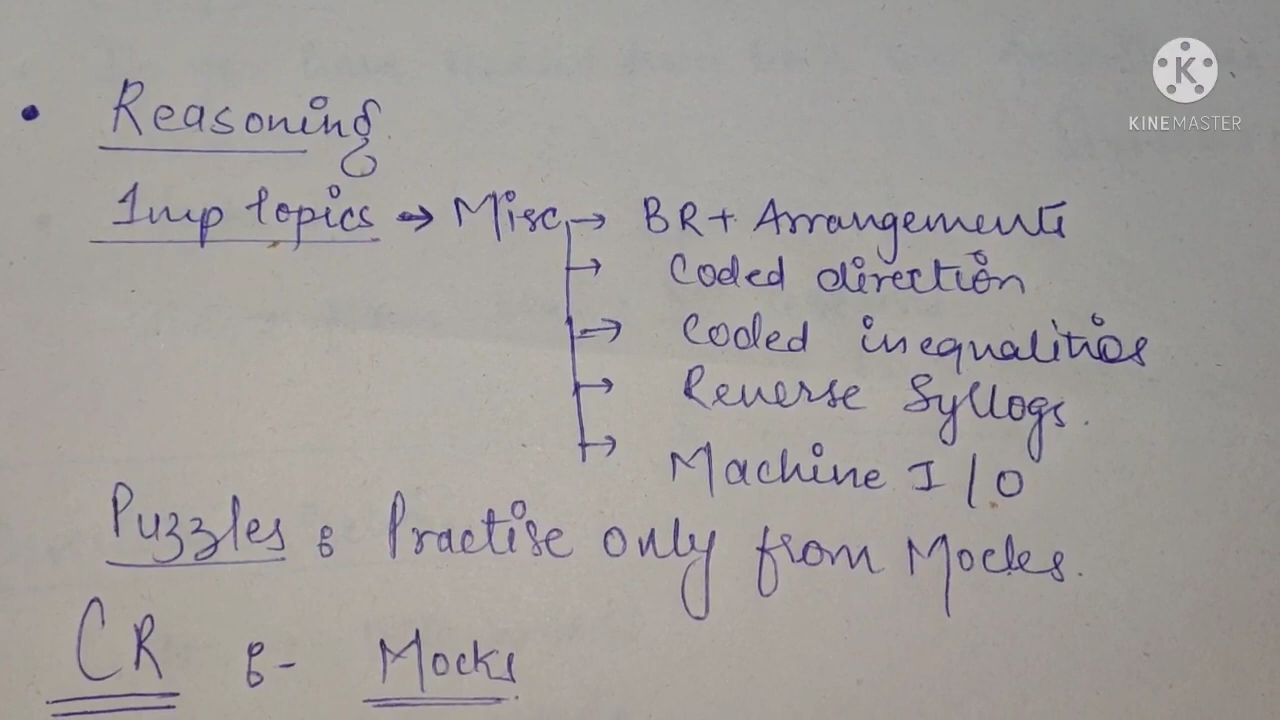 • Reasoning
K
KINEMASTER
Imp topics → Misc → BR + Arrangements
→ Coded direction
→ Coded inequalities
→ Reverse Syllogs.
→ Machine I/O
Puzzles : Practise only from Mocks.
CR :- Mocks